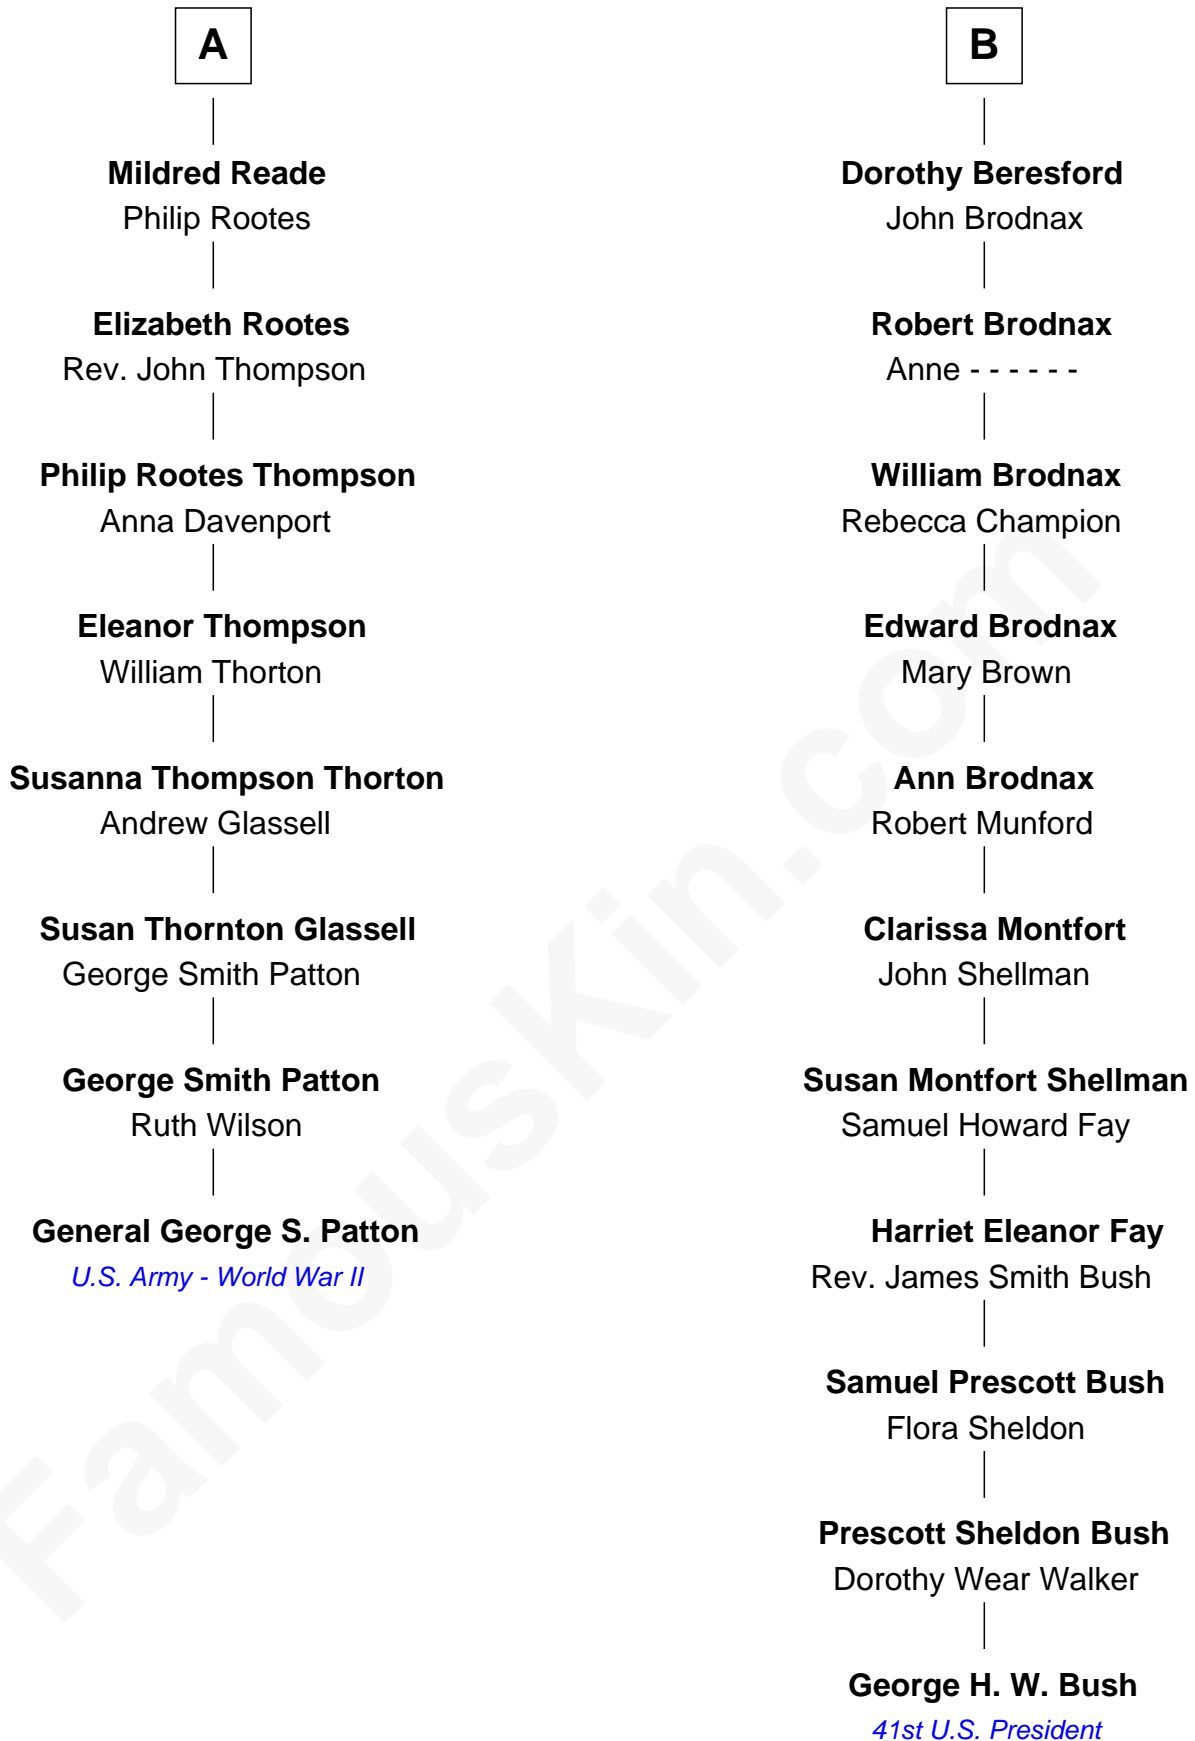 A
Mildred Reade
Philip Rootes
Elizabeth Rootes
Rev. John Thompson
Philip Rootes Thompson
Anna Davenport
Eleanor Thompson
William Thorton
Susanna Thompson Thorton
Andrew Glassell
Susan Thornton Glassell
George Smith Patton
George Smith Patton
Ruth Wilson
General George S. Patton
U.S. Army - World War II
B
Dorothy Beresford
John Brodnax
Robert Brodnax
Anne - - - - - -
William Brodnax
Rebecca Champion
Edward Brodnax
Mary Brown
Ann Brodnax
Robert Munford
Clarissa Montfort
John Shellman
Susan Montfort Shellman
Samuel Howard Fay
Harriet Eleanor Fay
Rev. James Smith Bush
Samuel Prescott Bush
Flora Sheldon
Prescott Sheldon Bush
Dorothy Wear Walker
George H. W. Bush
41st U.S. President
FamousKin.com